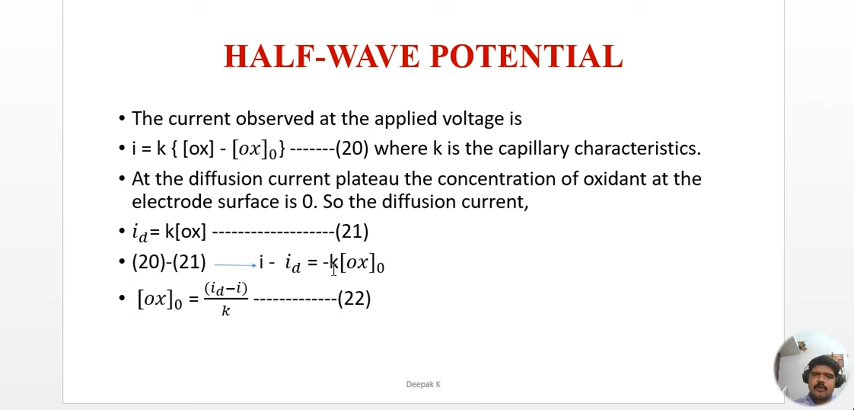 HALF-WAVE POTENTIAL
• The current observed at the applied voltage is
• i = k { [ox] - [ox]₀} -------(20) where k is the capillary characteristics.
• At the diffusion current plateau the concentration of oxidant at the
electrode surface is 0. So the diffusion current,
• i_d = k[ox] --------------------(21)
• (20)-(21) ⟶ i - i_d = -k[ox]₀
• [ox]₀ = (i_d−i)/k -------------(22)
Deepak K